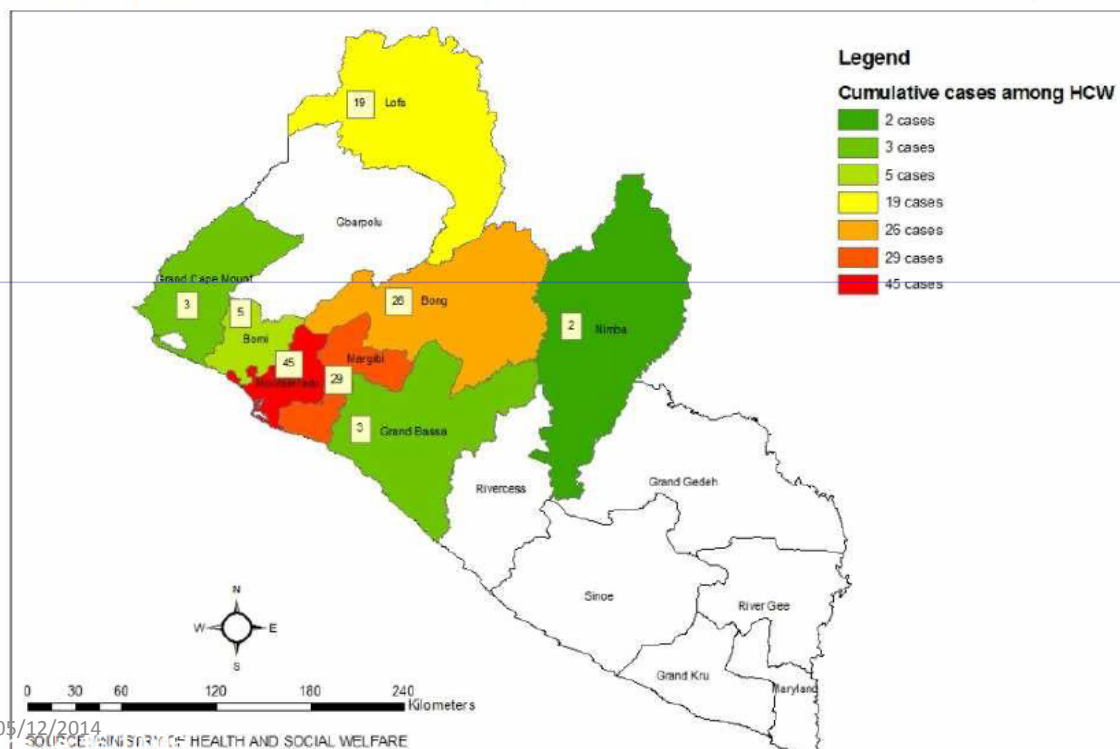 Legend
Cumulative cases among HCW
2 cases
3 cases
5 cases
19 cases
26 cases
29 cases
45 cases
19 Lofa
Gbarpolu
Grand Cape Mount
3
5
Bomi
26 Bong
2 Nimba
45
Margibi
29
3 Grand Bassa
Rivercess
Grand Gedeh
Sinoe
River Gee
Grand Kru
Maryland
N
W E
S
0 30 60 120 180 240
Kilometers
05/12/2014
SOURCE: MINISTRY OF HEALTH AND SOCIAL WELFARE